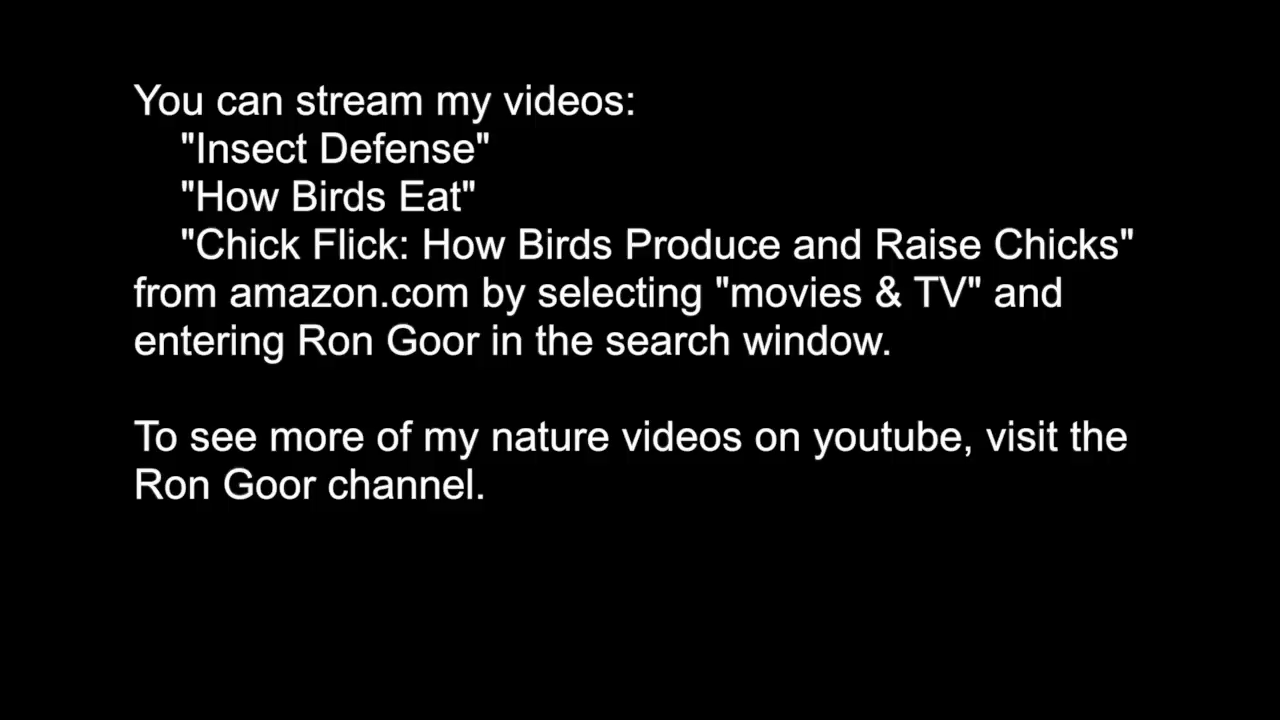 You can stream my videos:
"Insect Defense"
"How Birds Eat"
"Chick Flick: How Birds Produce and Raise Chicks"
from amazon.com by selecting "movies & TV" and
entering Ron Goor in the search window.
To see more of my nature videos on youtube, visit the
Ron Goor channel.